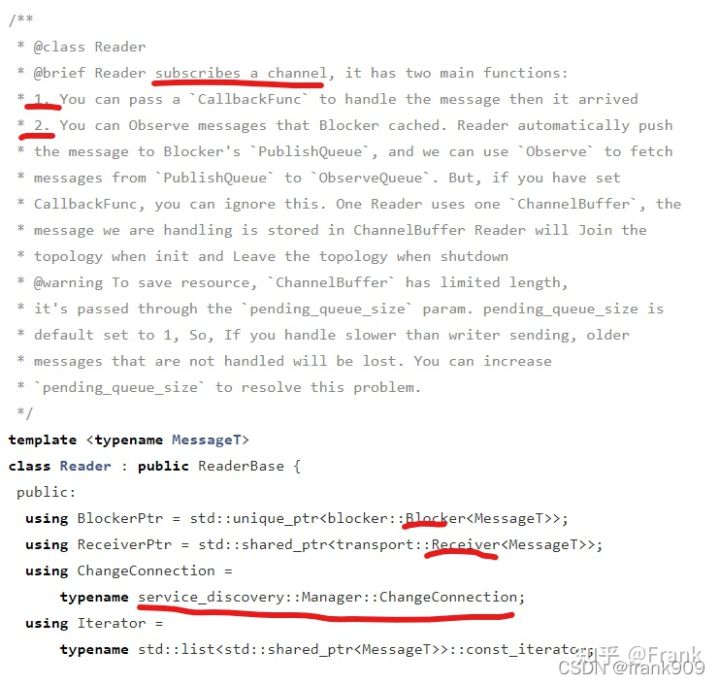 /**
* @class Reader
* @brief Reader subscribes a channel, it has two main functions:
* 1. You can pass a `CallbackFunc` to handle the message then it arrived
* 2. You can Observe messages that Blocker cached. Reader automatically push
* the message to Blocker's `PublishQueue`, and we can use `Observe` to fetch
* messages from `PublishQueue` to `ObserveQueue`. But, if you have set
* CallbackFunc, you can ignore this. One Reader uses one `ChannelBuffer`, the
* message we are handling is stored in ChannelBuffer Reader will Join the
* topology when init and Leave the topology when shutdown
* @warning To save resource, `ChannelBuffer` has limited length,
* it's passed through the `pending_queue_size` param. pending_queue_size is
* default set to 1, So, If you handle slower than writer sending, older
* messages that are not handled will be lost. You can increase
* `pending_queue_size` to resolve this problem.
*/
template <typename MessageT>
class Reader : public ReaderBase {
public:
using BlockerPtr = std::unique_ptr<blocker::Blocker<MessageT>>;
using ReceiverPtr = std::shared_ptr<transport::Receiver<MessageT>>;
using ChangeConnection =
typename service_discovery::Manager::ChangeConnection;
using Iterator =
typename std::list<std::shared_ptr<MessageT>>::const_iterator;
知乎 @Frank
CSDN @frank909